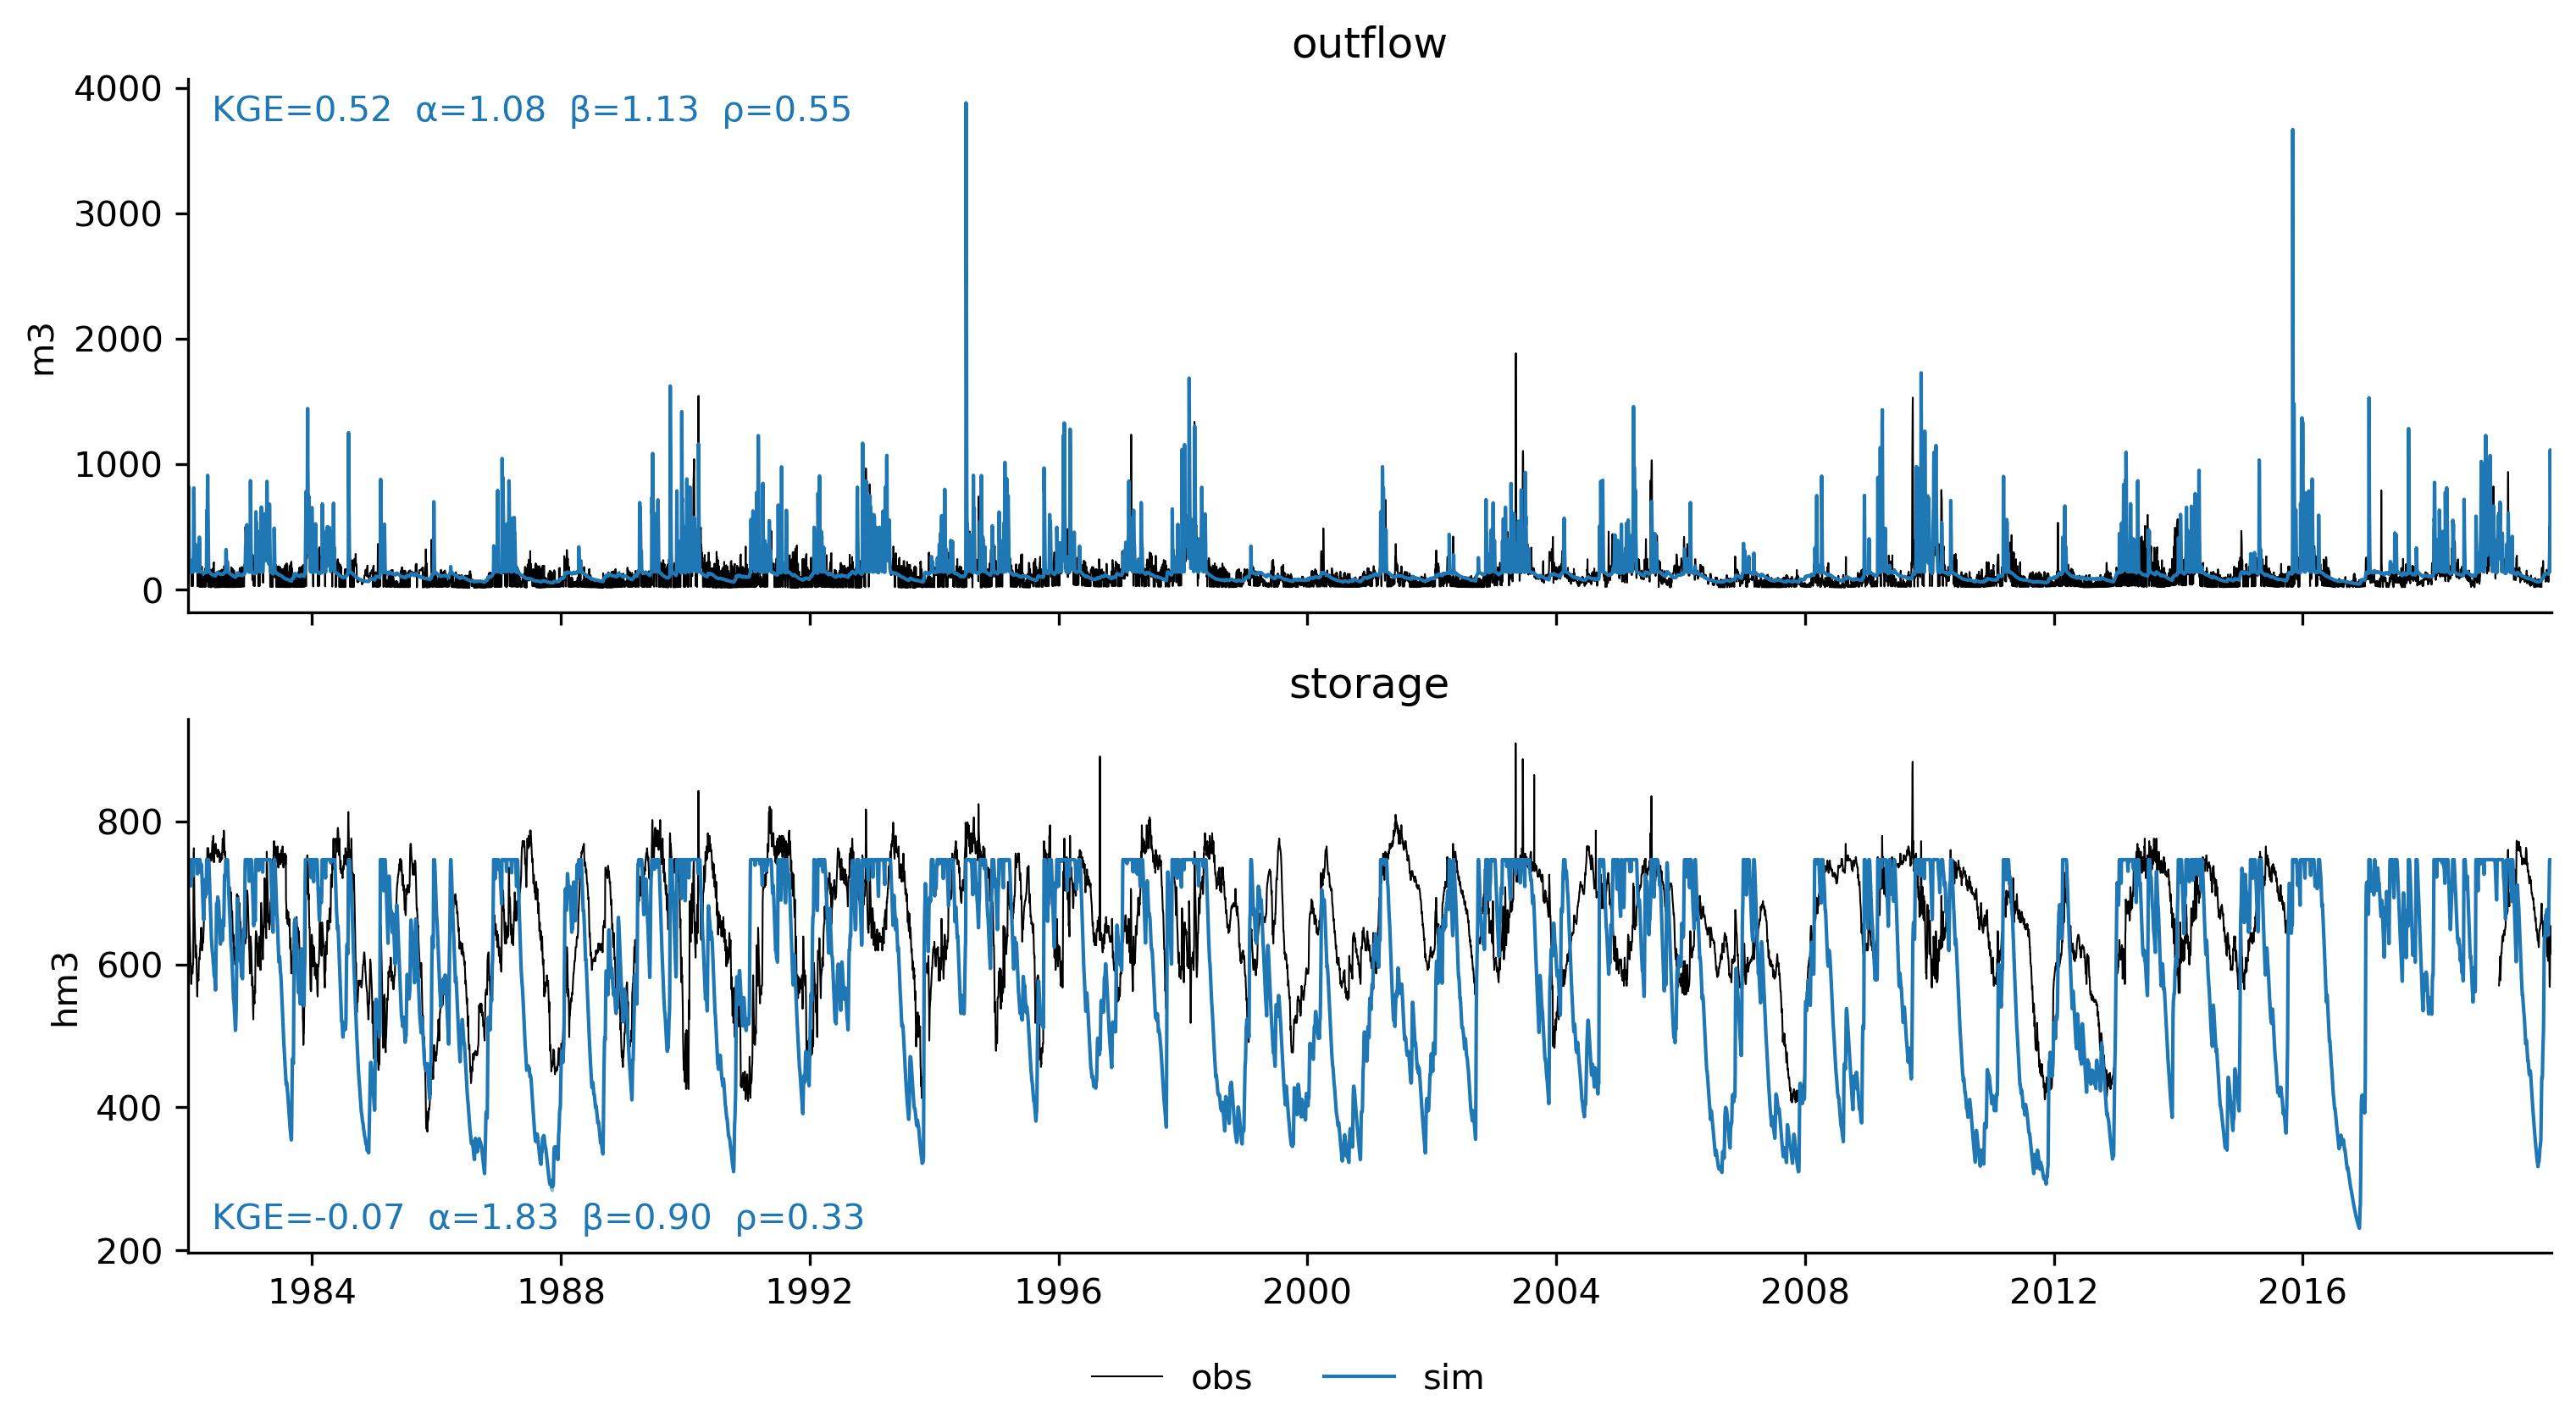 outflow
4000
KGE=0.52 α=1.08 β=1.13 ρ=0.55
3000
2000
1000
0
m3
storage
800
600
400
200
hm3
KGE=-0.07 α=1.83 β=0.90 ρ=0.33
1984 1988 1992 1996 2000 2004 2008 2012 2016
obs sim